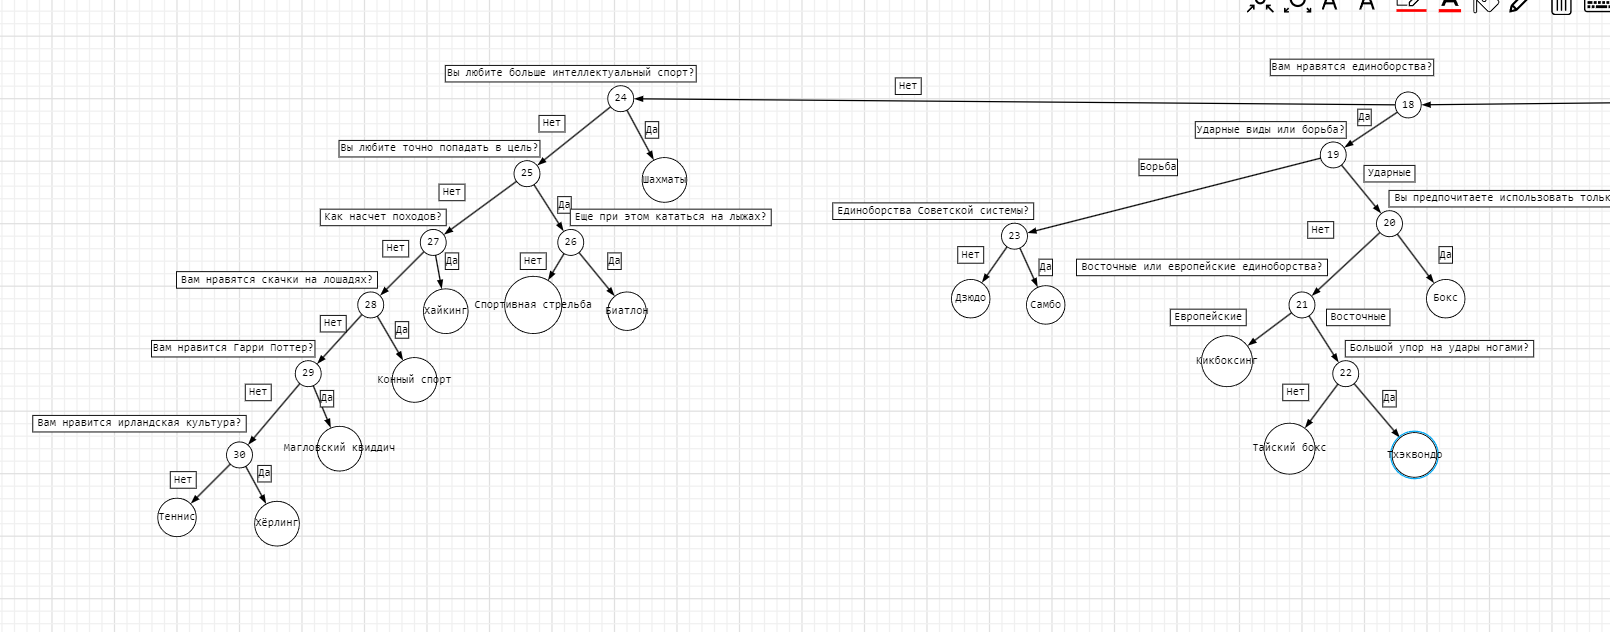 Вам нравятся единоборства?
Вы любите больше интеллектуальный спорт?
Нет
24
18
Да
Нет
Да
Ударные виды или борьба?
Вы любите точно попадать в цель?
19
Борьба
Ударные
25
Шахматы
Нет
Да
Вы предпочитаете использовать
Единоборства Советской системы?
Как насчет походов?
Еще при этом кататься на лыжах?
20
Нет
23
27
26
Нет
Да
Нет
Да
Нет
Да
Да
Восточные или европейские единоборства?
Вам нравятся скачки на лошадях?
Дзюдо
Самбо
Бокс
28
Хайкинг
Спортивная стрельба
Биатлон
21
Европейские
Восточные
Нет
Да
Вам нравится Гарри Поттер?
Большой упор на удары ногами?
Кикбоксинг
29
Конный спорт
22
Нет
Да
Нет
Да
Вам нравится ирландская культура?
Магловский квиддич
Тайский бокс
Тхэквондо
30
Нет
Да
Теннис
Хёрлинг